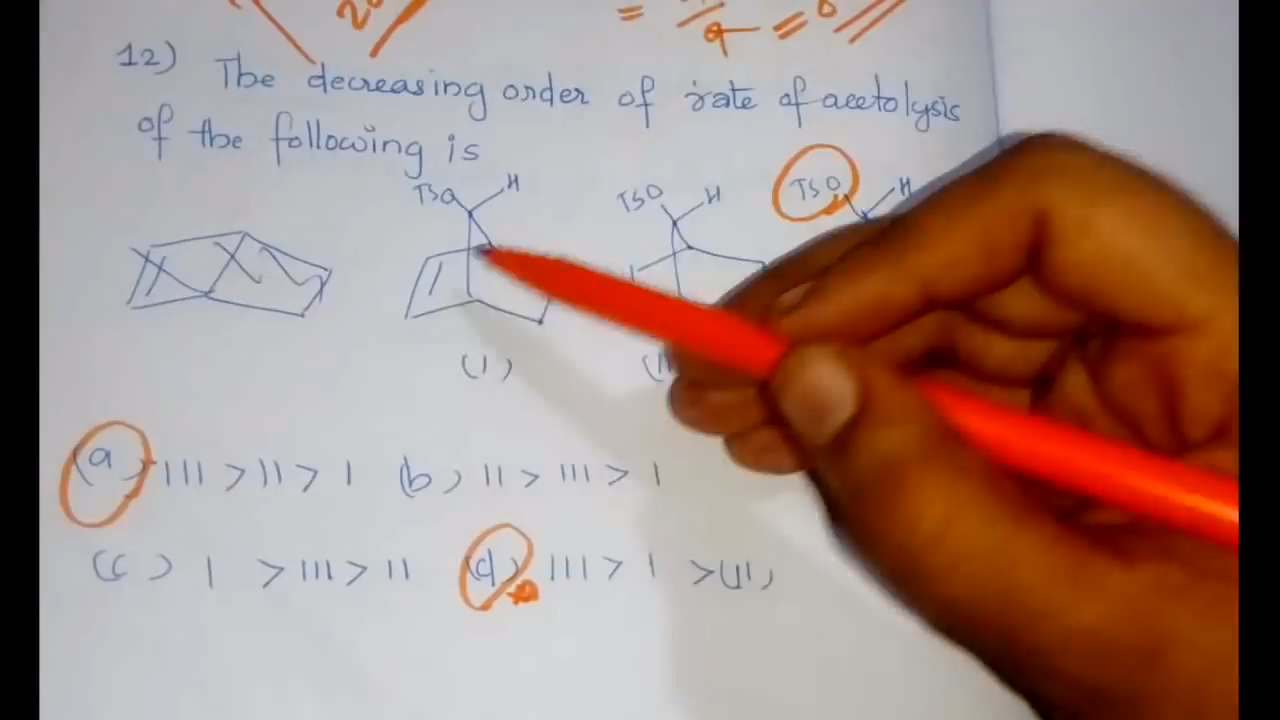 12) The decreasing order of rate of acetolysis
of the following is
TSO H TSO H TSO H
(I)
(a) III > II > I (b) II > III > I
(c) I > III > II (d) III > I > II